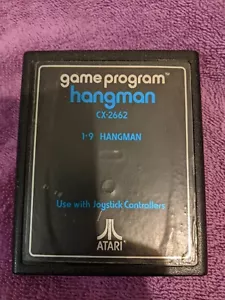 game program™
hangman
CX-2662
1-9 HANGMAN
Use with Joystick Controllers
ATARI